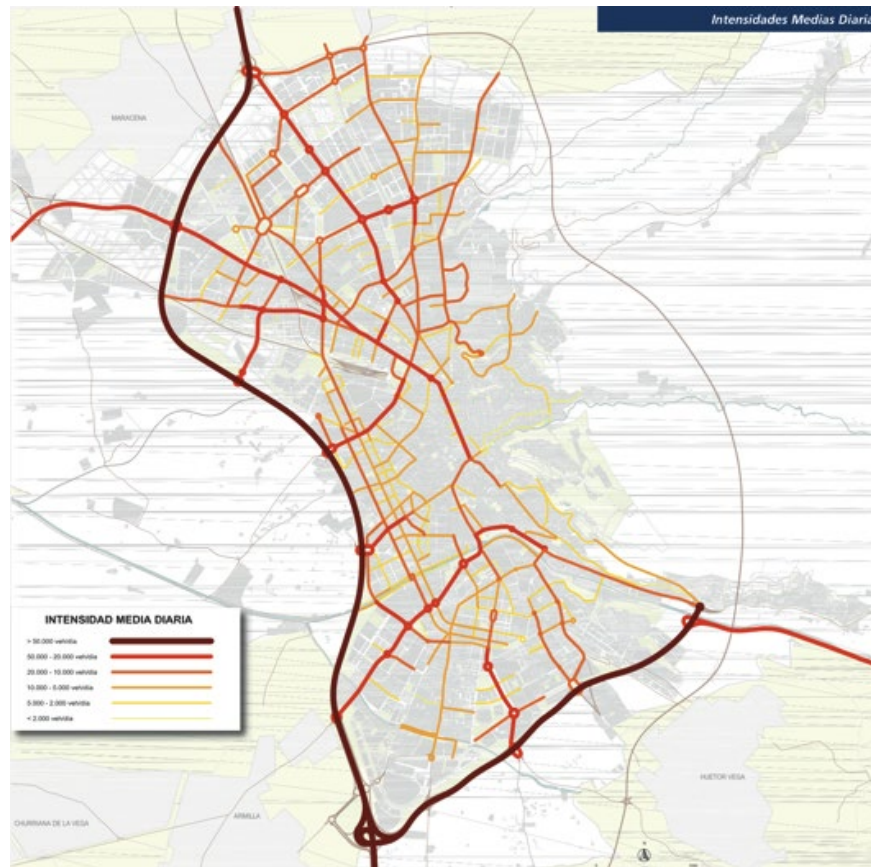 Intensidades Medias Diaria
MARACENA
INTENSIDAD MEDIA DIARIA
> 50.000 veh/día
50.000 - 20.000 veh/día
20.000 - 10.000 veh/día
10.000 - 5.000 veh/día
5.000 - 2.000 veh/día
< 2.000 veh/día
HUETOR VEGA
ARMILLA
CHURRIANA DE LA VEGA